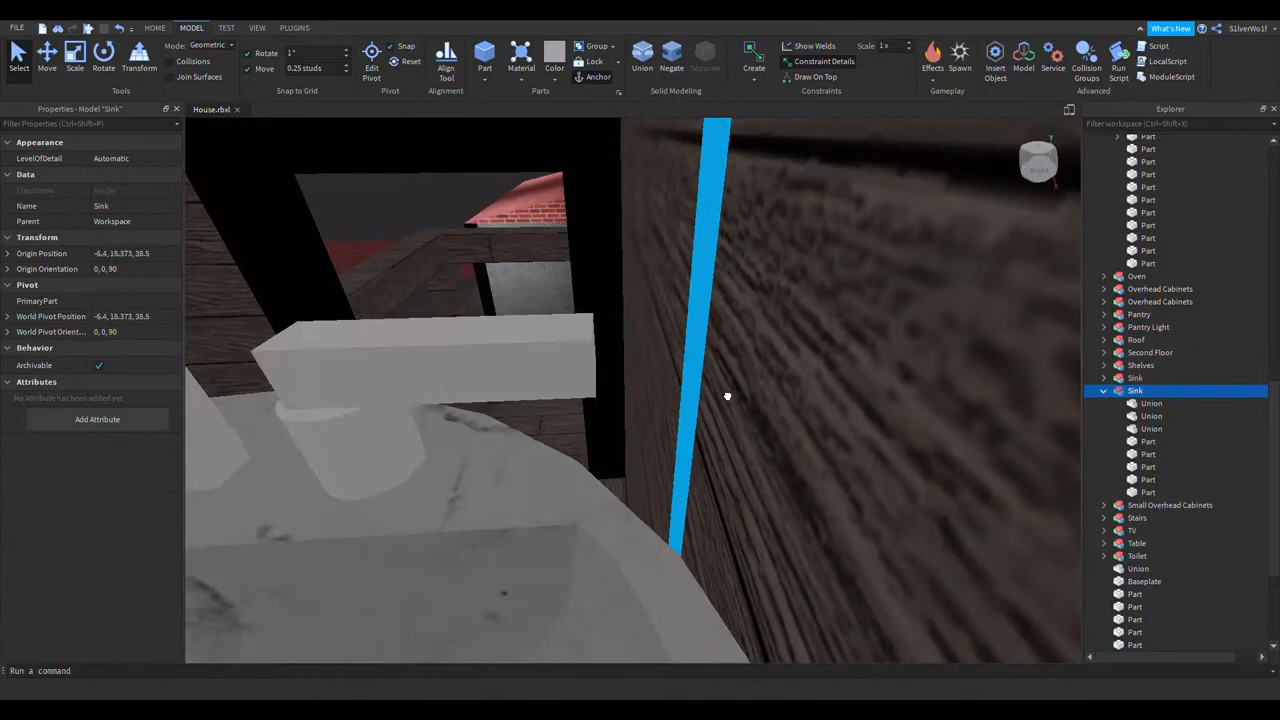 FILE HOME MODEL TEST VIEW PLUGINS What's New S1lverWo1f
Mode: Geometric Rotate 1° Snap Group Show Welds Scale 1 x Script
Collisions Move 0.25 studs Reset Lock Constraint Details LocalScript
Join Surfaces Anchor Draw On Top ModuleScript
Select Move Scale Rotate Transform Edit Pivot Align Tool Part Material Color Union Negate Separate Create Effects Spawn Insert Object Model Service Collision Groups Run Script
Tools Snap to Grid Pivot Alignment Parts Solid Modeling Constraints Gameplay Advanced
Properties - Model "Sink"
Filter Properties (Ctrl+Shift+P)
Appearance
LevelOfDetail Automatic
Data
ClassName Model
Name Sink
Parent Workspace
Transform
Origin Position -6.4, 18.373, 38.5
Origin Orientation 0, 0, 90
Pivot
PrimaryPart
World Pivot Position -6.4, 18.373, 38.5
World Pivot Orient... 0, 0, 90
Behavior
Archivable
Attributes
No Attribute has been added yet
Add Attribute
House.rbxl
Right
Y
X
Explorer
Filter workspace (Ctrl+Shift+X)
Part
Part
Part
Part
Part
Part
Part
Part
Part
Part
Part
Oven
Overhead Cabinets
Overhead Cabinets
Pantry
Pantry Light
Roof
Second Floor
Shelves
Sink
Sink
Union
Union
Union
Part
Part
Part
Part
Part
Small Overhead Cabinets
Stairs
TV
Table
Toilet
Union
Baseplate
Part
Part
Part
Part
Part
Run a command